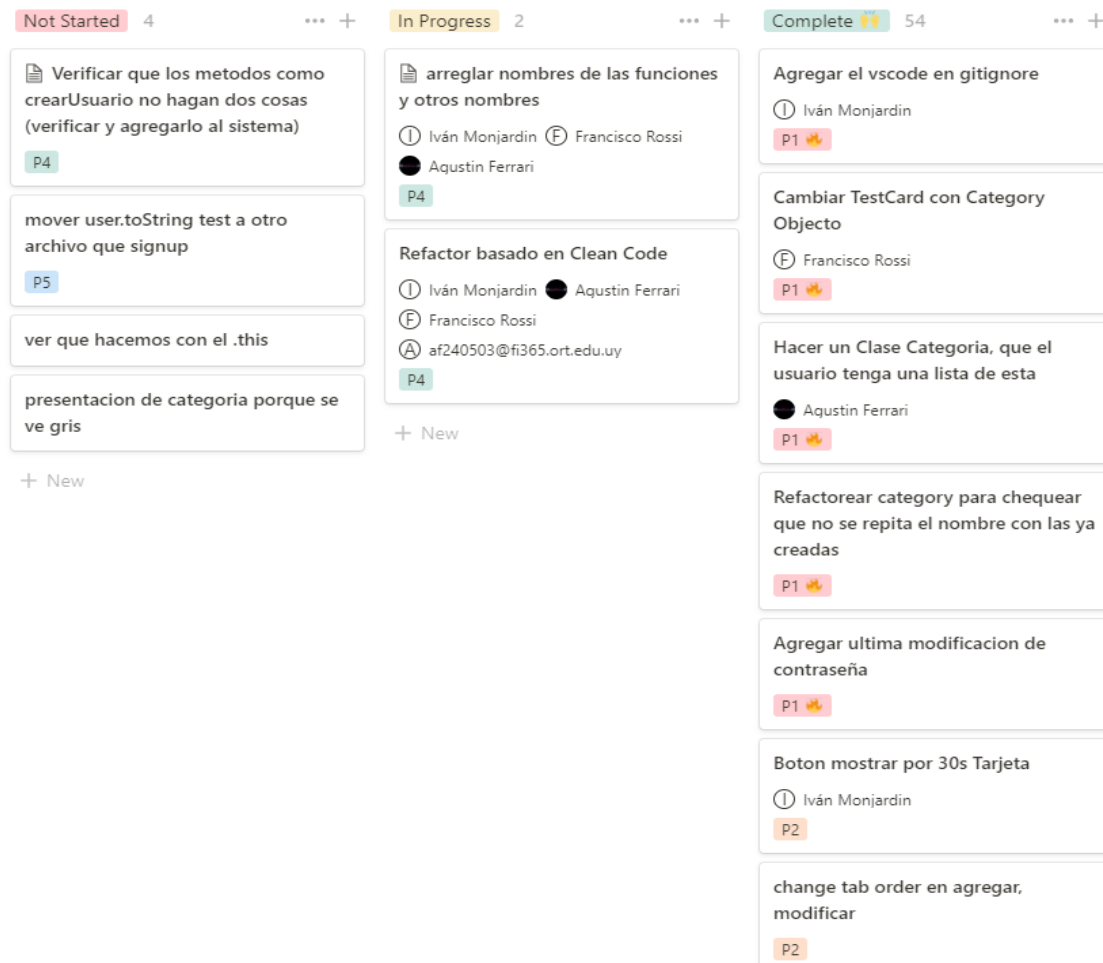 Not Started 4
Verificar que los metodos como
crearUsuario no hagan dos cosas
(verificar y agregarlo al sistema)
P4
mover user.toString test a otro
archivo que signup
P5
ver que hacemos con el .this
presentacion de categoria porque se
ve gris
+ New
In Progress 2
arreglar nombres de las funciones
y otros nombres
I Iván Monjardin F Francisco Rossi
Agustin Ferrari
P4
Refactor basado en Clean Code
I Iván Monjardin Agustin Ferrari
F Francisco Rossi
A af240503@fi365.ort.edu.uy
P4
+ New
Complete 🙌 54
Agregar el vscode en gitignore
I Iván Monjardin
P1 🔥
Cambiar TestCard con Category
Objecto
F Francisco Rossi
P1 🔥
Hacer un Clase Categoria, que el
usuario tenga una lista de esta
Agustin Ferrari
P1 🔥
Refactorear category para chequear
que no se repita el nombre con las ya
creadas
P1 🔥
Agregar ultima modificacion de
contraseña
P1 🔥
Boton mostrar por 30s Tarjeta
I Iván Monjardin
P2
change tab order en agregar,
modificar
P2